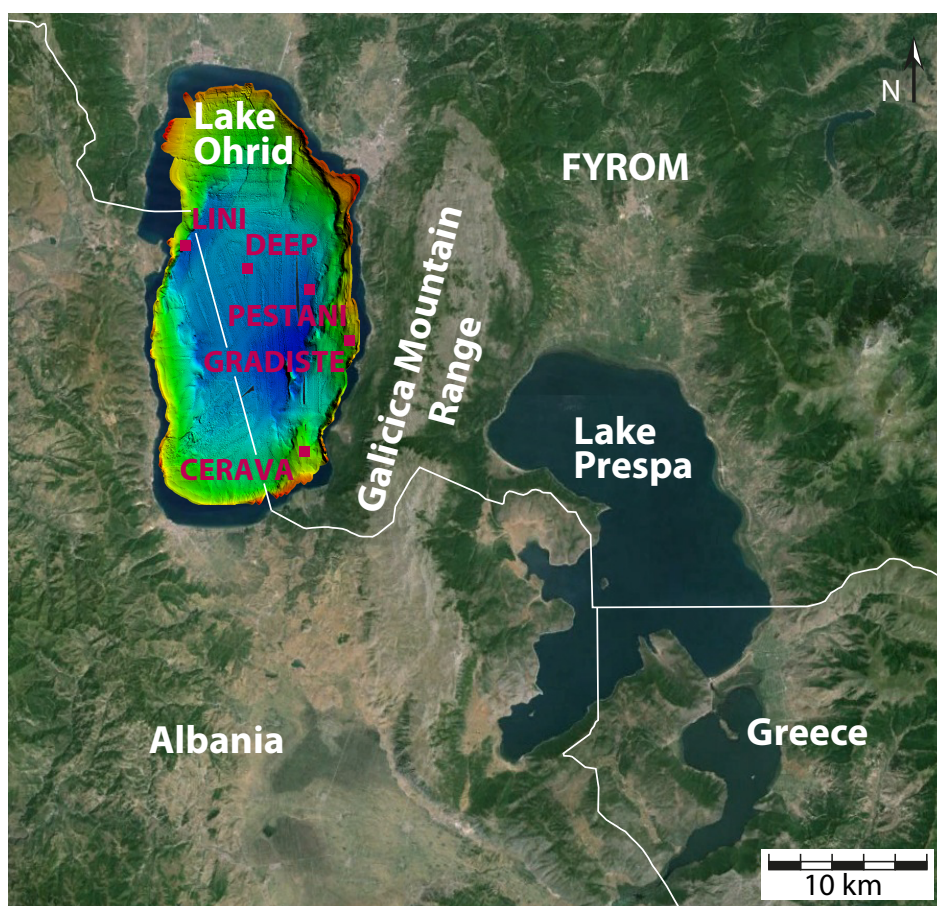 Lake
Ohrid
N
FYROM
LINI
DEEP
PESTANI
GRADISTE
CERAVA
Galicica Mountain
Range
Lake
Prespa
Albania
Greece
10 km